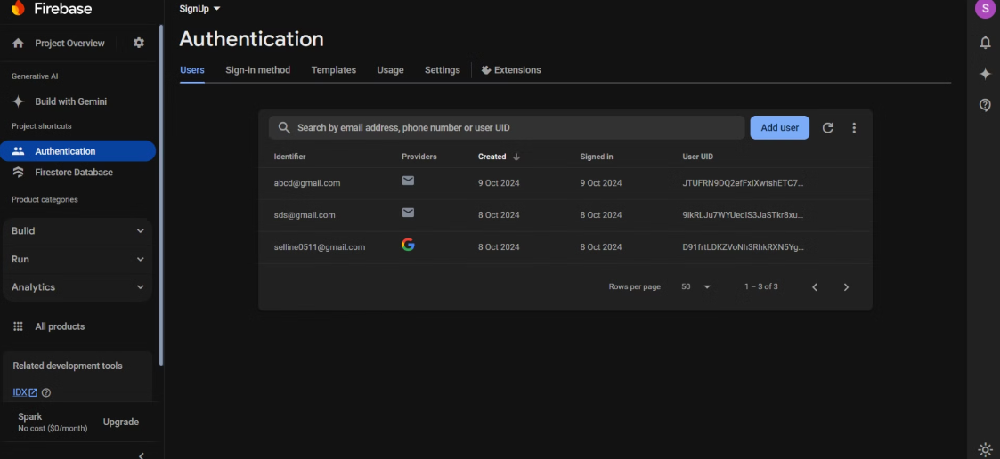 Firebase
Project Overview
Generative AI
Build with Gemini
Project shortcuts
Authentication
Firestore Database
Product categories
Build
Run
Analytics
All products
Related development tools
IDX
Spark
No cost ($0/month)
Upgrade
SignUp
Authentication
Users Sign-in method Templates Usage Settings Extensions
Search by email address, phone number or user UID
Add user
Identifier Providers Created Signed in User UID
abcd@gmail.com 9 Oct 2024 9 Oct 2024 JTUFRN9DQ2efFxlXwtshETC7...
sds@gmail.com 8 Oct 2024 8 Oct 2024 9ikRLJu7WYUedlS3JaSTkr8xu...
selline0511@gmail.com 8 Oct 2024 8 Oct 2024 D91frtLDKZVoNh3RhkRXN5Yg...
Rows per page 50 1 – 3 of 3
S